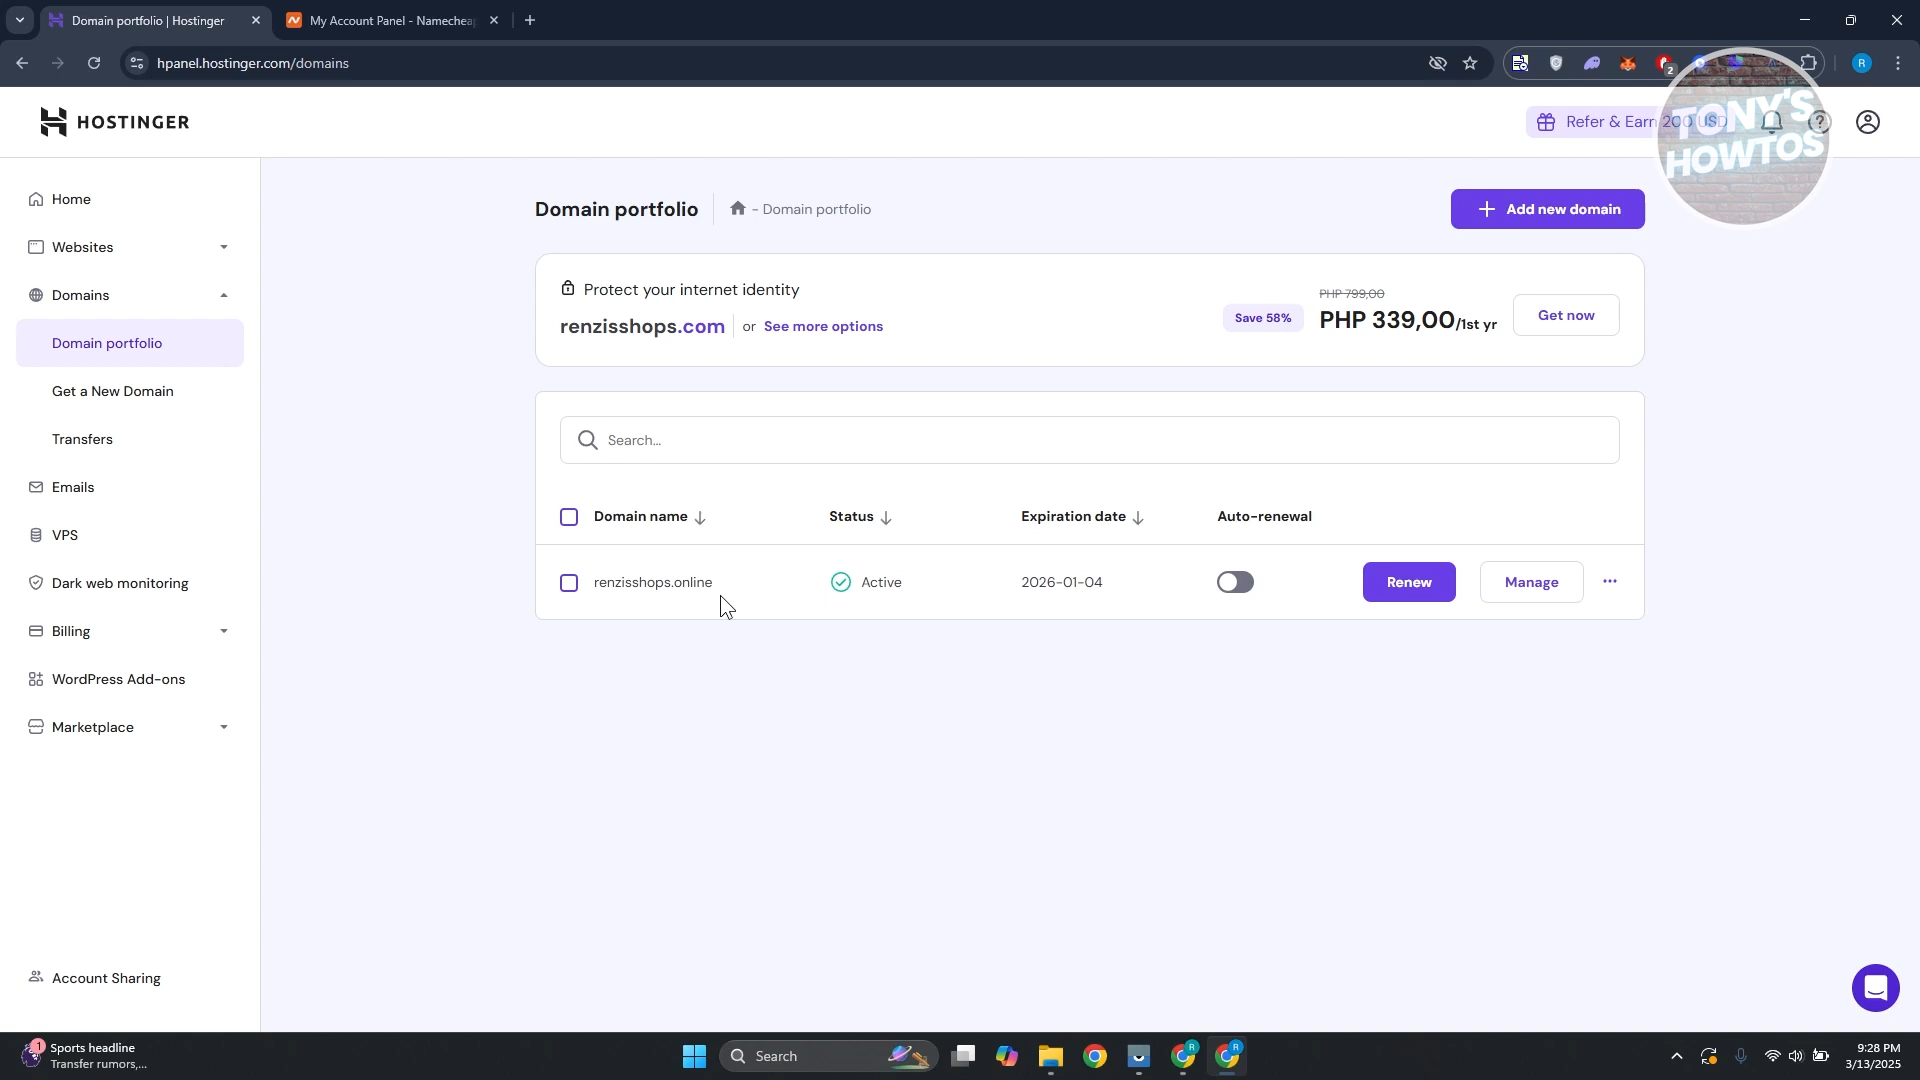 Domain portfolio | Hostinger
My Account Panel - Namecheap
hpanel.hostinger.com/domains
2
R
HOSTINGER
Refer & Earn 200 USD
TONY'S
HOWTOS
Home
Websites
Domains
Domain portfolio
Get a New Domain
Transfers
Emails
VPS
Dark web monitoring
Billing
WordPress Add-ons
Marketplace
Account Sharing
Domain portfolio
- Domain portfolio
Add new domain
Protect your internet identity
renzisshops.com or See more options
Save 58%
PHP 799,00
PHP 339,00/1st yr
Get now
Search...
Domain name Status Expiration date Auto-renewal
renzisshops.online Active 2026-01-04 Renew Manage
1
Sports headline
Transfer rumors,...
Search
R
R
9:28 PM
3/13/2025